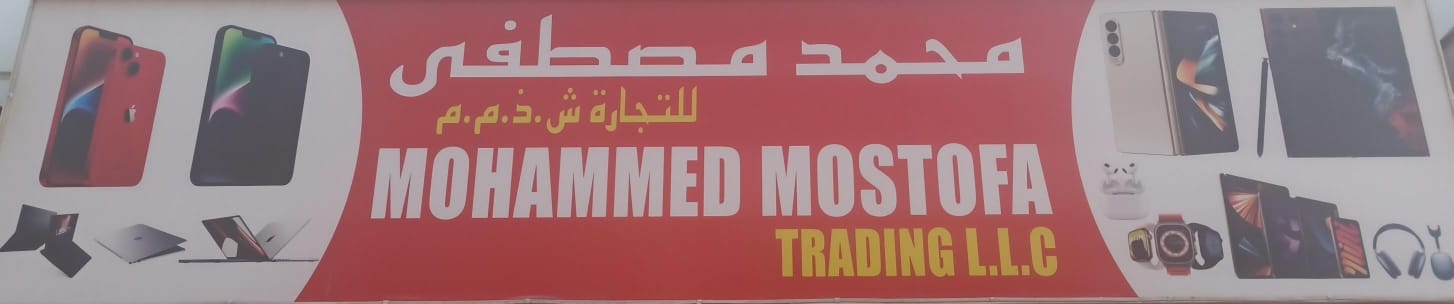 محمد مصطفى
للتجارة ش.ذ.م.م
MOHAMMED MOSTOFA
TRADING L.L.C